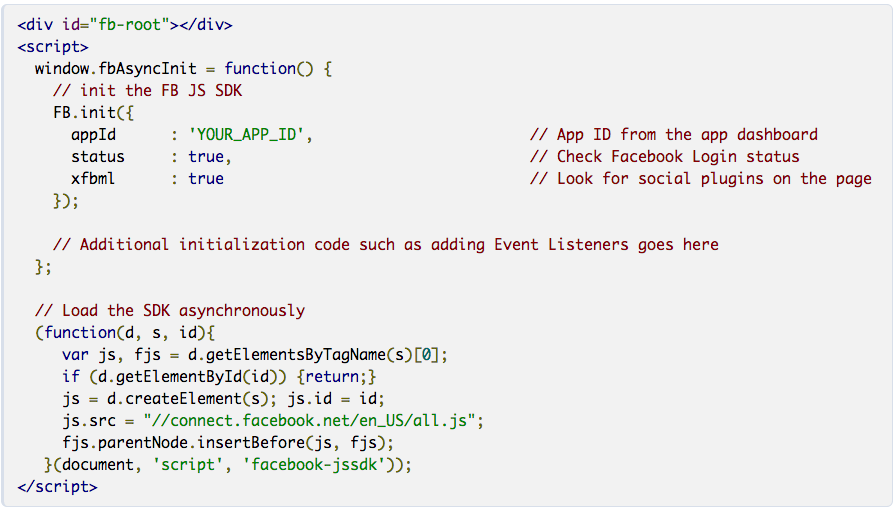 <div id="fb-root"></div>
<script>
  window.fbAsyncInit = function() {
    // init the FB JS SDK
    FB.init({
      appId      : 'YOUR_APP_ID',                        // App ID from the app dashboard
      status     : true,                                 // Check Facebook Login status
      xfbml      : true                                  // Look for social plugins on the page
    });

    // Additional initialization code such as adding Event Listeners goes here
  };

  // Load the SDK asynchronously
  (function(d, s, id){
     var js, fjs = d.getElementsByTagName(s)[0];
     if (d.getElementById(id)) {return;}
     js = d.createElement(s); js.id = id;
     js.src = "//connect.facebook.net/en_US/all.js";
     fjs.parentNode.insertBefore(js, fjs);
   }(document, 'script', 'facebook-jssdk'));
</script>